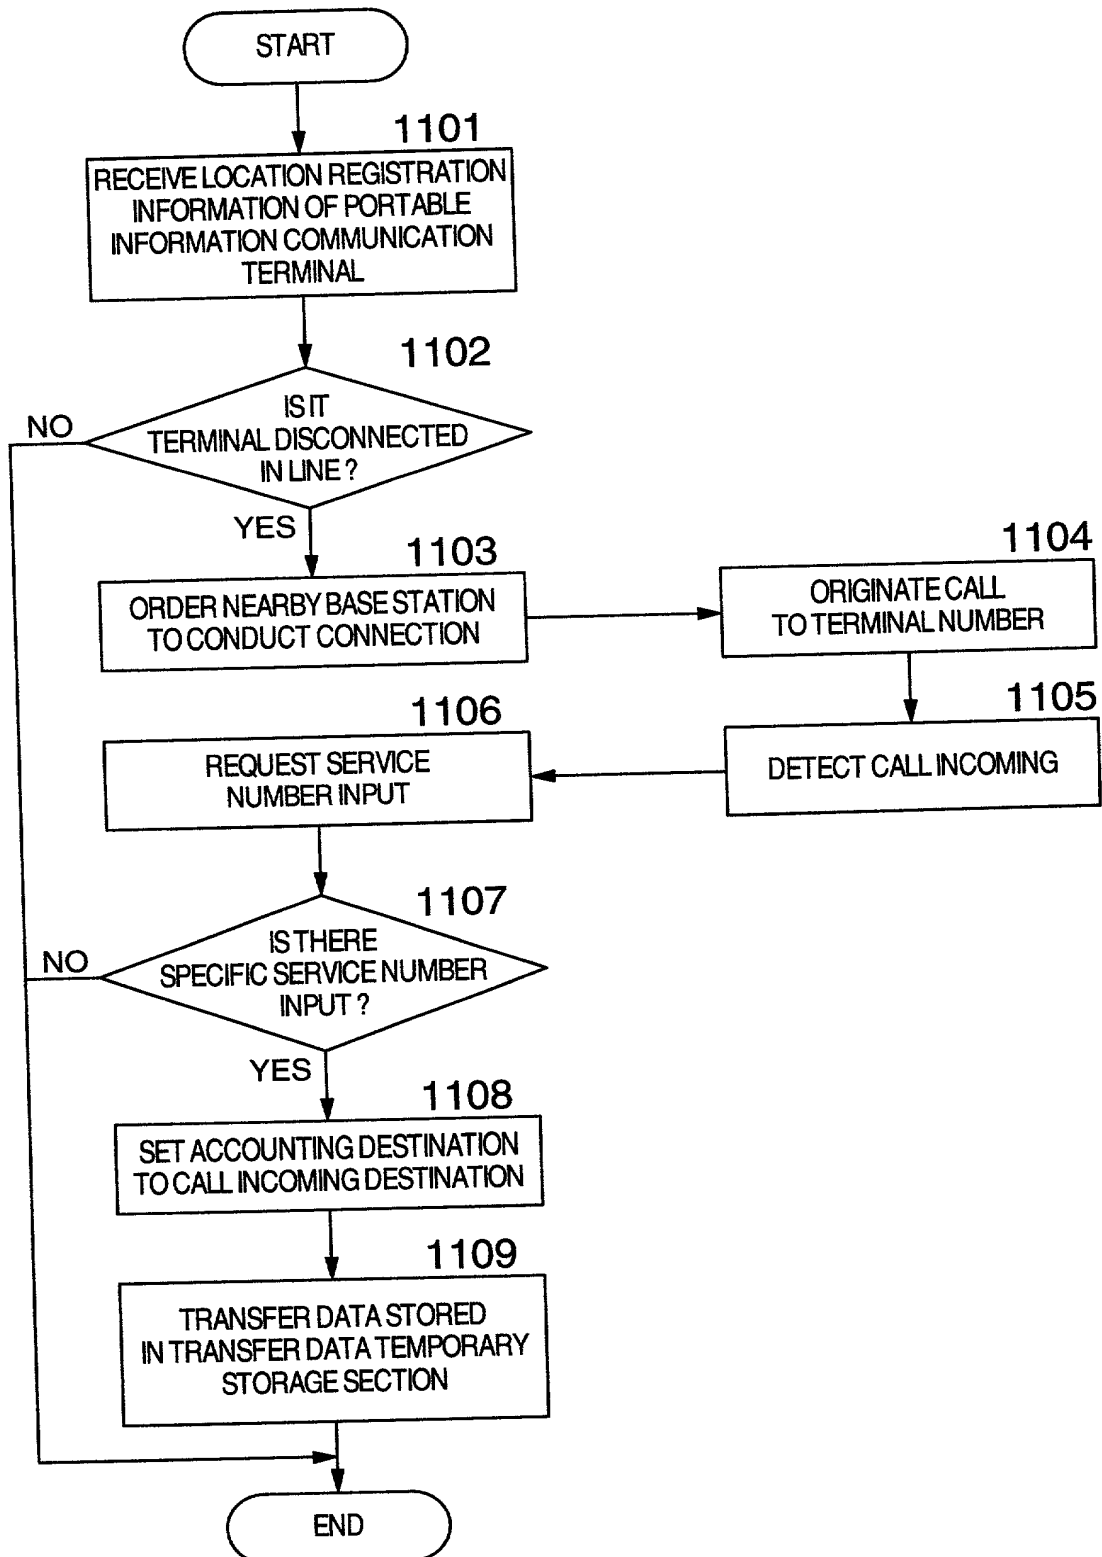 START
1101
RECEIVE LOCATION REGISTRATION
INFORMATION OF PORTABLE
INFORMATION COMMUNICATION
TERMINAL
1102
IS IT
TERMINAL DISCONNECTED
IN LINE ?
NO
YES
1103
ORDER NEARBY BASE STATION
TO CONDUCT CONNECTION
1104
ORIGINATE CALL
TO TERMINAL NUMBER
1105
DETECT CALL INCOMING
1106
REQUEST SERVICE
NUMBER INPUT
1107
IS THERE
SPECIFIC SERVICE NUMBER
INPUT ?
NO
YES
1108
SET ACCOUNTING DESTINATION
TO CALL INCOMING DESTINATION
1109
TRANSFER DATA STORED
IN TRANSFER DATA TEMPORARY
STORAGE SECTION
END